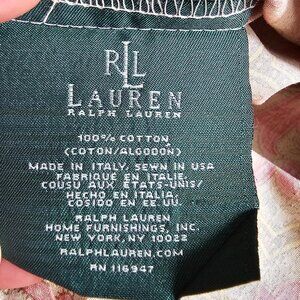 RLL
LAUREN
RALPH LAUREN
100% COTTON
(COTON/ALGODON)
MADE IN ITALY, SEWN IN USA
FABRIQUÉ EN ITALIE,
COUSU AUX ÉTATS-UNIS/
HECHO EN ITALIA,
COSIDO EN EE.UU.
RALPH LAUREN
HOME FURNISHINGS, INC.
NEW YORK, NY 10022
RALPHLAUREN.COM
RN 116947